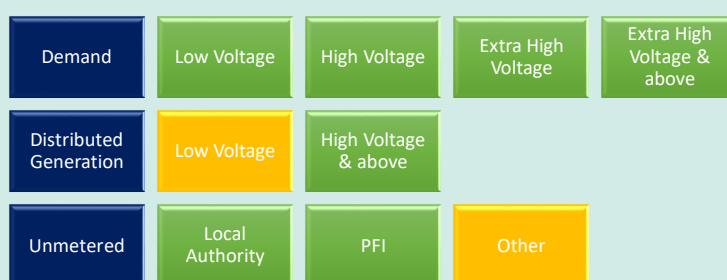 Demand
Low Voltage
High Voltage
Extra High
Voltage
Extra High
Voltage &
above
Distributed
Generation
Low Voltage
High Voltage
& above
Unmetered
Local
Authority
PFI
Other